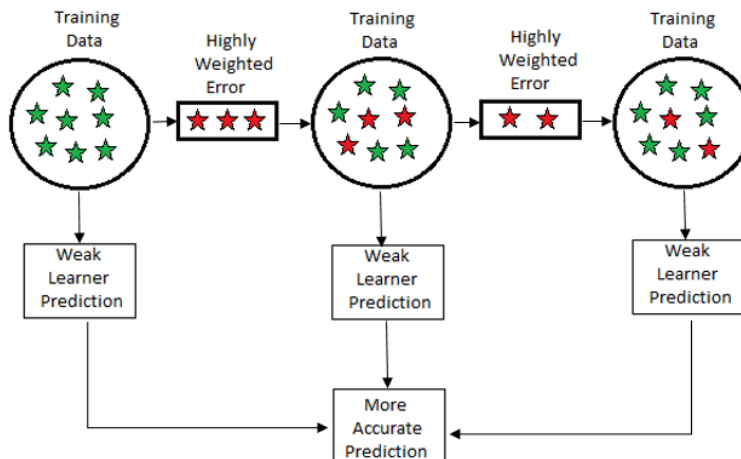 Training
Data
Highly
Weighted
Error
Training
Data
Highly
Weighted
Error
Training
Data
Weak
Learner
Prediction
Weak
Learner
Prediction
Weak
Learner
Prediction
More
Accurate
Prediction